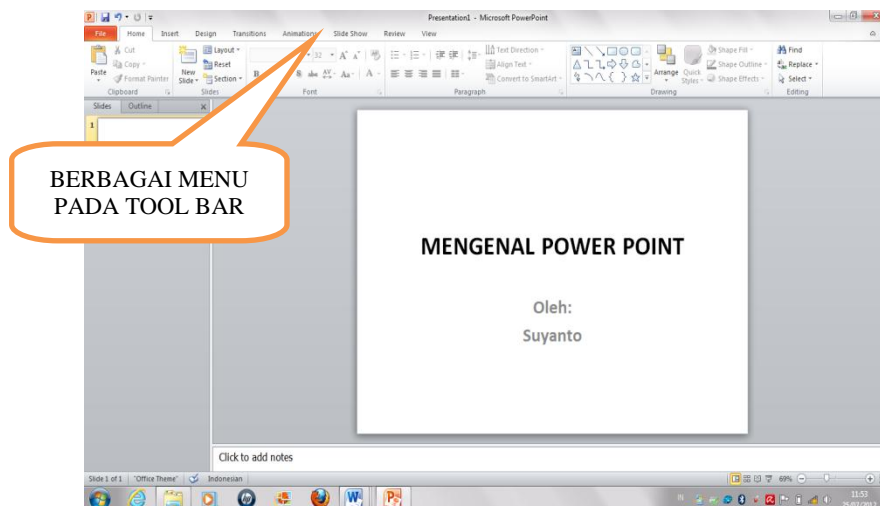 Presentation1 - Microsoft PowerPoint
File Home Insert Design Transitions Animations Slide Show Review View
Cut
Copy
Format Painter
Paste
Clipboard
New
Slide
Layout
Reset
Section
Slides
32
Font
Text Direction
Align Text
Convert to SmartArt
Paragraph
Arrange
Quick
Styles
Shape Fill
Shape Outline
Shape Effects
Drawing
Find
Replace
Select
Editing
Slides Outline
1
BERBAGAI MENU
PADA TOOL BAR
MENGENAL POWER POINT
Oleh:
Suyanto
Click to add notes
Slide 1 of 1 "Office Theme" Indonesian 69%
11:53